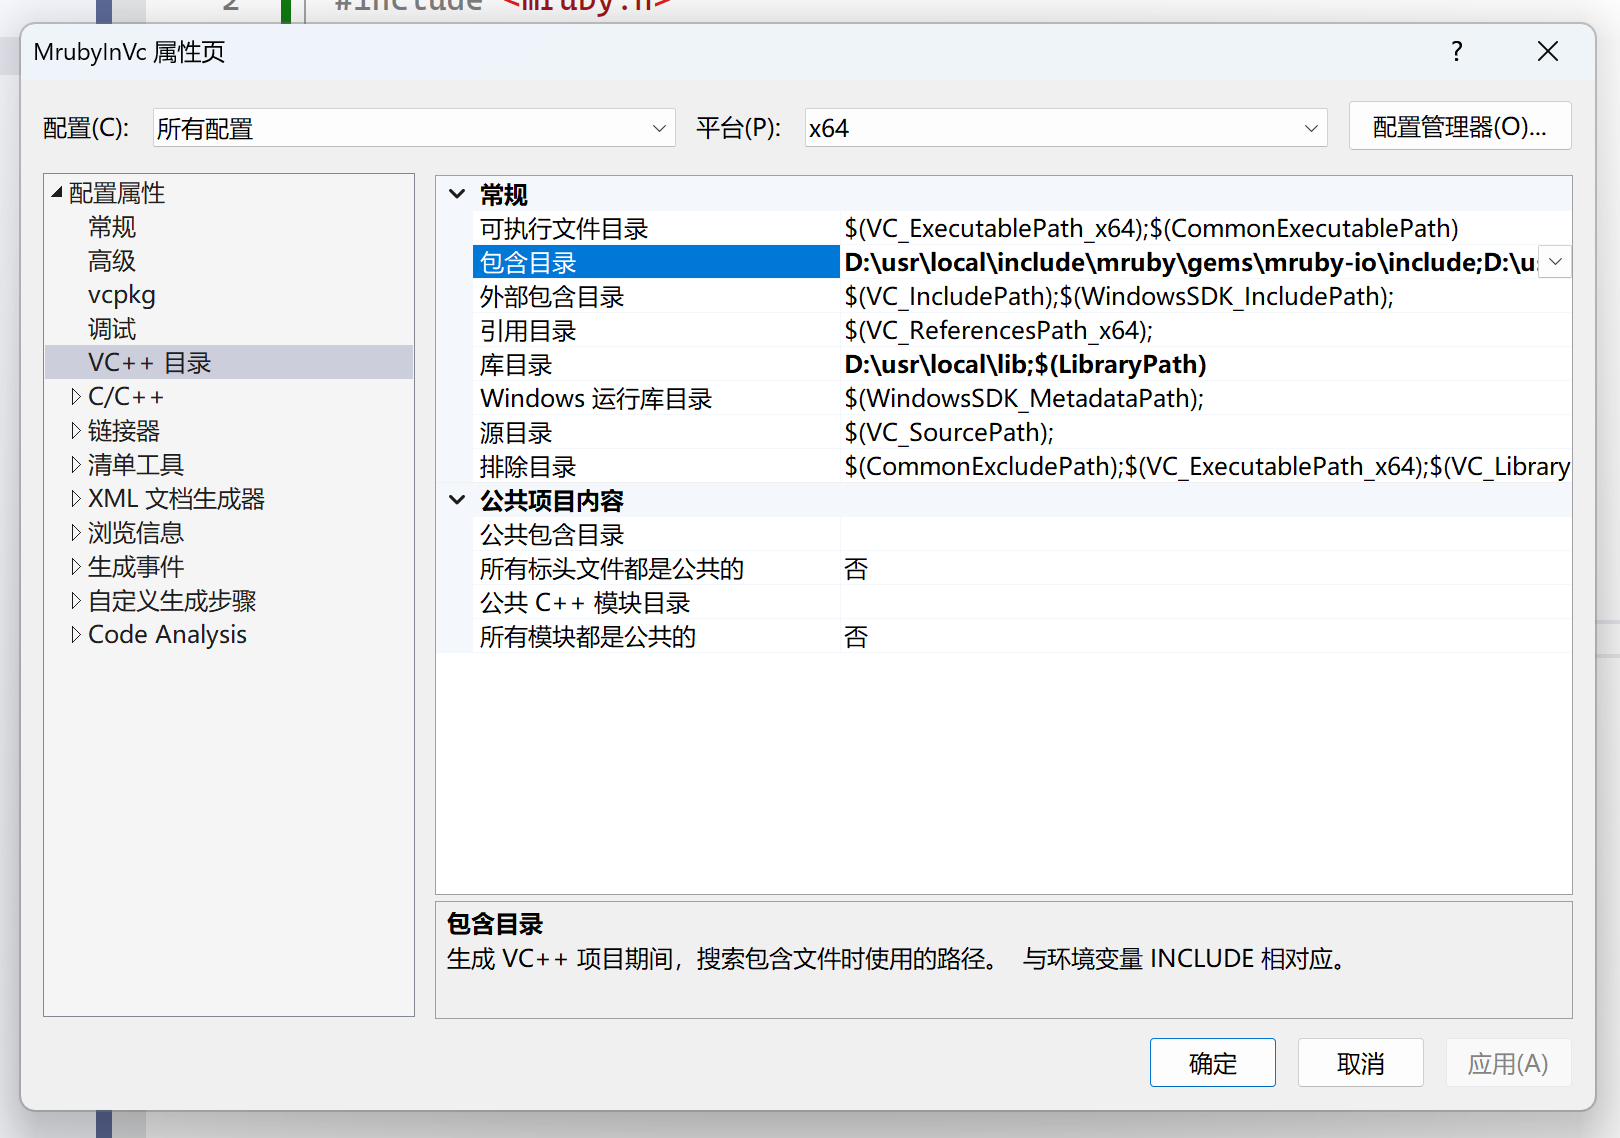 2 #include <mruby.h>
MrubyInVc 属性页 ?
配置(C): 所有配置 平台(P): x64 配置管理器(O)...
配置属性
常规
高级
vcpkg
调试
VC++ 目录
C/C++
链接器
清单工具
XML 文档生成器
浏览信息
生成事件
自定义生成步骤
Code Analysis
常规
可执行文件目录 $(VC_ExecutablePath_x64);$(CommonExecutablePath)
包含目录 D:\usr\local\include\mruby\gems\mruby-io\include;D:\us
外部包含目录 $(VC_IncludePath);$(WindowsSDK_IncludePath);
引用目录 $(VC_ReferencesPath_x64);
库目录 D:\usr\local\lib;$(LibraryPath)
Windows 运行库目录 $(WindowsSDK_MetadataPath);
源目录 $(VC_SourcePath);
排除目录 $(CommonExcludePath);$(VC_ExecutablePath_x64);$(VC_Library
公共项目内容
公共包含目录
所有标头文件都是公共的 否
公共 C++ 模块目录
所有模块都是公共的 否
包含目录
生成 VC++ 项目期间，搜索包含文件时使用的路径。 与环境变量 INCLUDE 相对应。
确定 取消 应用(A)